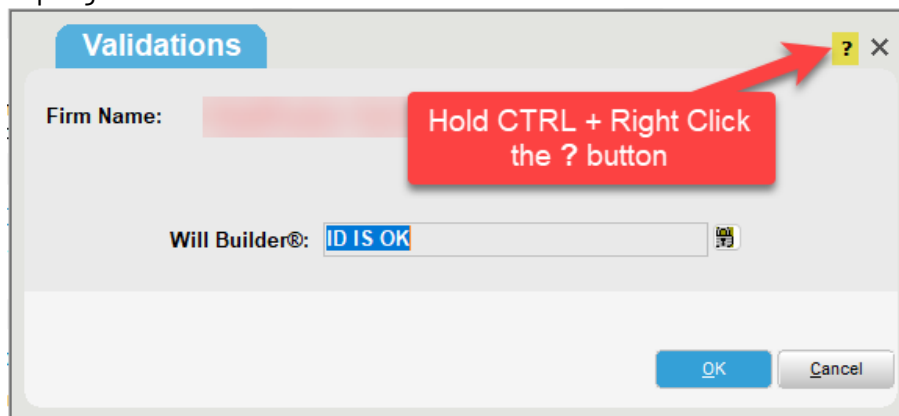 Validations
? ×
Firm Name:
Hold CTRL + Right Click
the ? button
Will Builder®: ID IS OK
OK Cancel